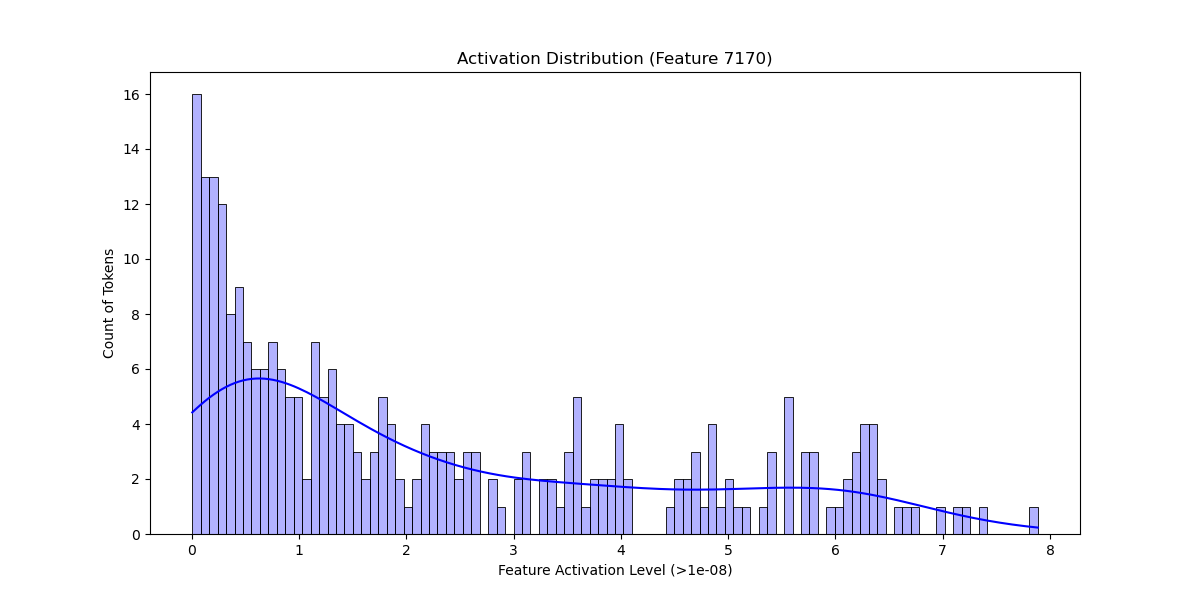 Activation Distribution (Feature 7170)
16
14
12
10
8
6
4
2
0
Count of Tokens
0 1 2 3 4 5 6 7 8
Feature Activation Level (>1e-08)